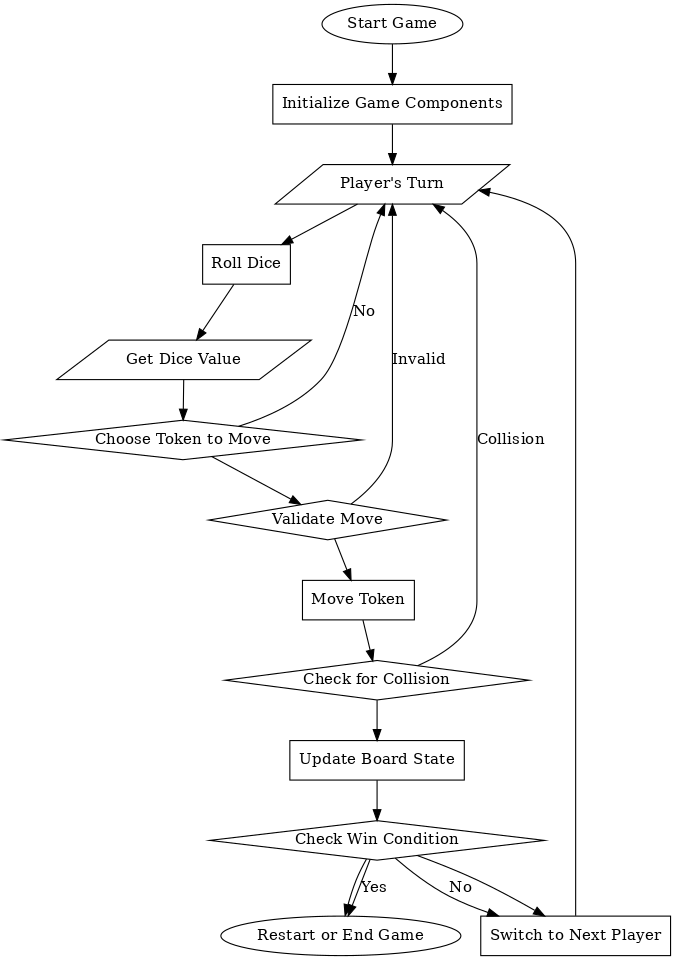 Start Game
Initialize Game Components
Player's Turn
Roll Dice
No
Get Dice Value
Invalid
Choose Token to Move
Collision
Validate Move
Move Token
Check for Collision
Update Board State
Check Win Condition
Yes
No
Restart or End Game
Switch to Next Player